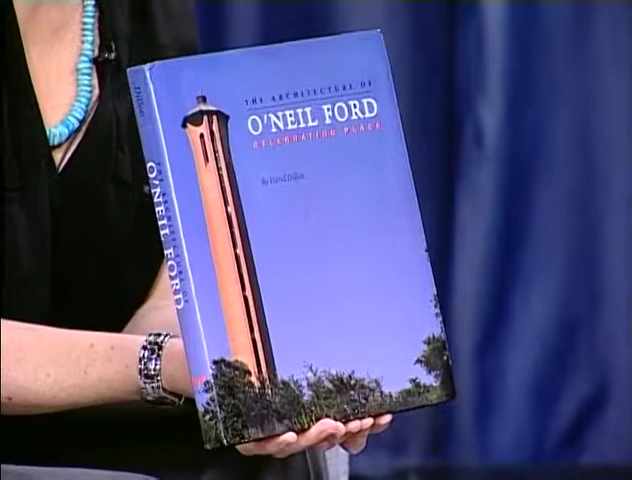 THE ARCHITECTURE OF
O'NEIL FORD
CELEBRATING PLACE
By David Dillon
Dillon
THE ARCHITECTURE OF
O'NEIL FORD